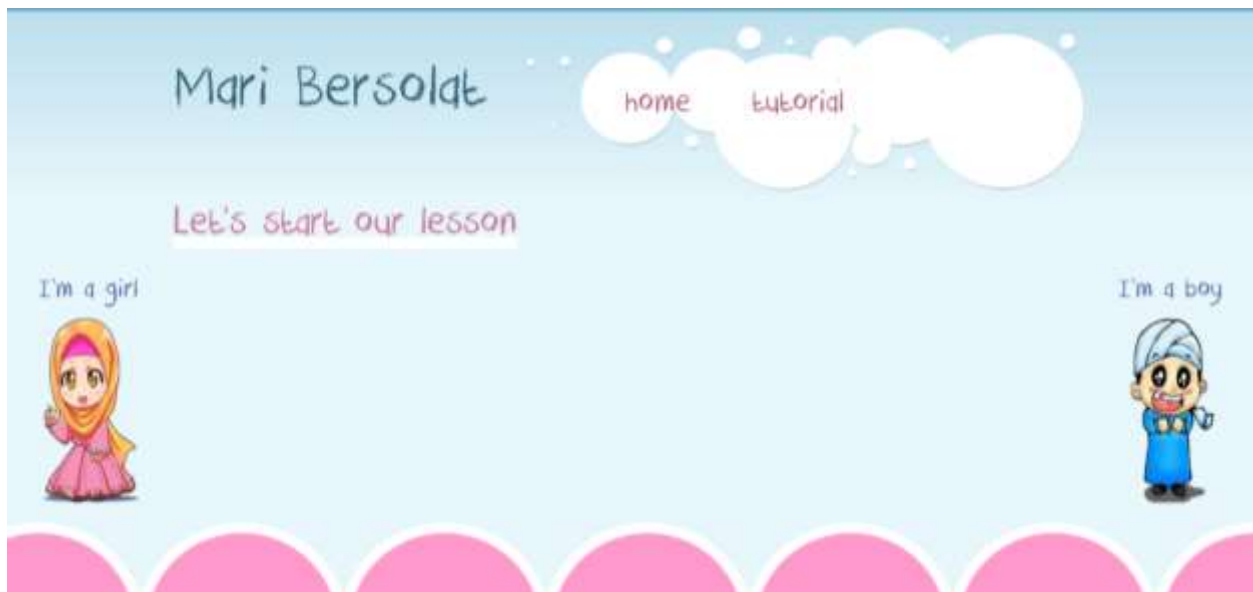 Mari Bersolat
home tutorial
Let's start our lesson
I'm a girl
I'm a boy